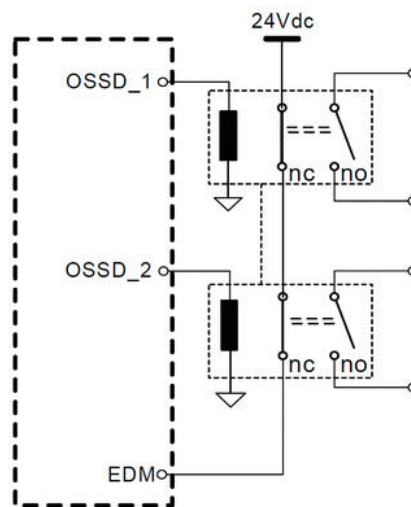 24Vdc
OSSD_1
nc no
OSSD_2
nc no
EDM